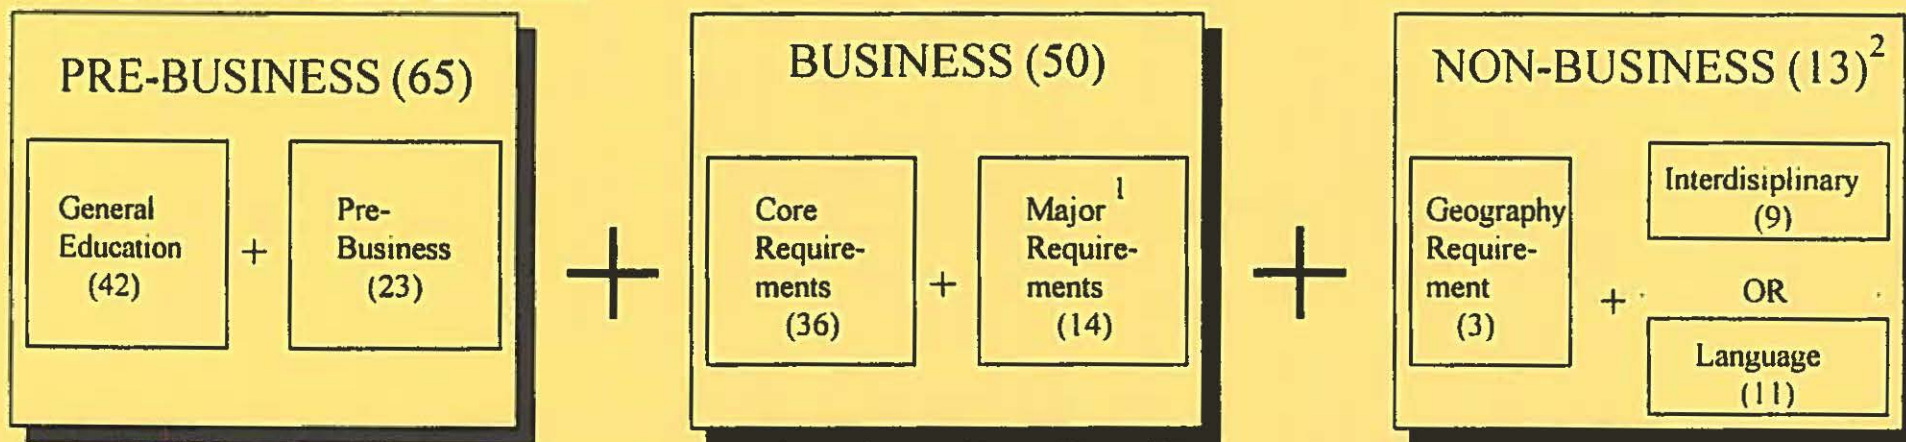 PRE-BUSINESS (65)
General
Education
(42)
+
Pre-
Business
(23)
+
BUSINESS (50)
Core
Require-
ments
(36)
+
Major 1
Require-
ments
(14)
+
NON-BUSINESS (13)2
Geography
Require-
ment
(3)
+
Interdisiplinary
(9)
OR
Language
(11)